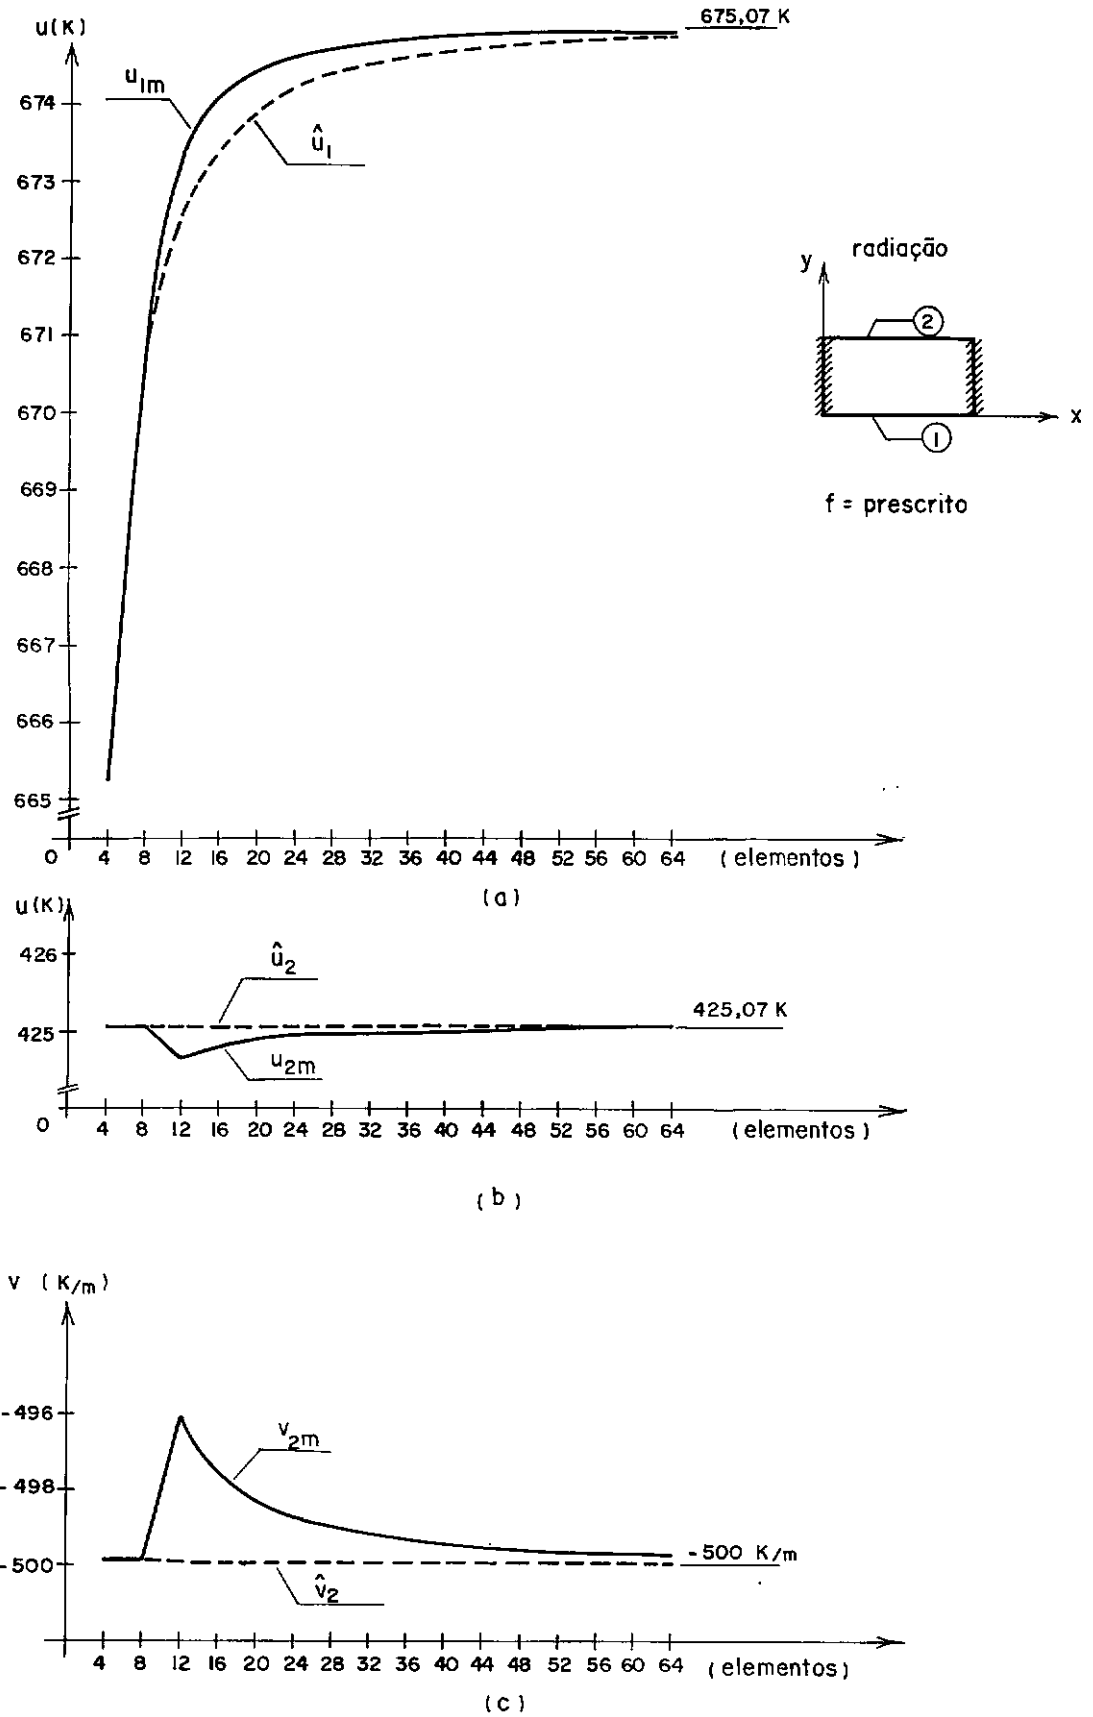 u(K)
675,07 K
u1m
674
û1
673
672
671
670
669
668
667
666
665
y
radiação
2
x
1
f = prescrito
0 4 8 12 16 20 24 28 32 36 40 44 48 52 56 60 64 (elementos)
(a)
u(K)
426
û2
425,07 K
425
u2m
0 4 8 12 16 20 24 28 32 36 40 44 48 52 56 60 64 (elementos)
(b)
v (K/m)
-496
v2m
-498
-500 K/m
-500
v̂2
4 8 12 16 20 24 28 32 36 40 44 48 52 56 60 64 (elementos)
(c)